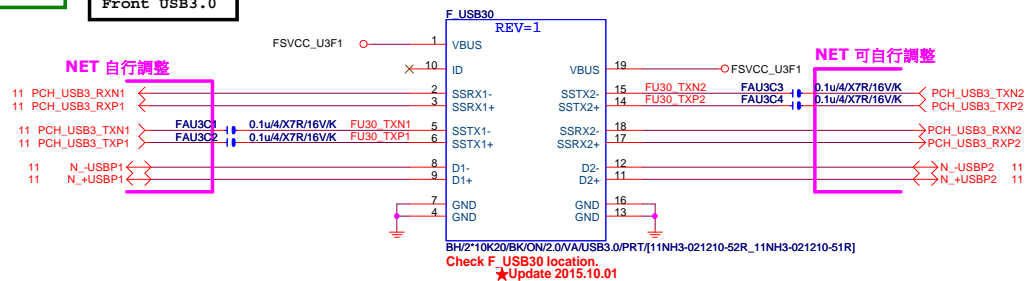 Front USB3.0
F_USB30
REV=1
FSVCC_U3F1
1 VBUS
NET 自行調整
10 ID
VBUS 19
FSVCC_U3F1
NET 可自行調整
11 PCH_USB3_RXN1
2 SSRX1-
SSTX2- 15 FU30_TXN2 FAU3C3 0.1u/4/X7R/16V/K PCH_USB3_TXN2
11 PCH_USB3_RXP1
3 SSRX1+
SSTX2+ 14 FU30_TXP2 FAU3C4 0.1u/4/X7R/16V/K PCH_USB3_TXP2
11 PCH_USB3_TXN1 FAU3C1 0.1u/4/X7R/16V/K FU30_TXN1 5 SSTX1-
SSRX2- 18 PCH_USB3_RXN2
11 PCH_USB3_TXP1 FAU3C2 0.1u/4/X7R/16V/K FU30_TXP1 6 SSTX1+
SSRX2+ 17 PCH_USB3_RXP2
11 N_-USBP1 8 D1-
D2- 12 N_-USBP2 11
11 N_+USBP1 9 D1+
D2+ 11 N_+USBP2 11
7 GND
GND 16
4 GND
GND 13
BH/2*10K20/BK/ON/2.0/VA/USB3.0/PRT/[11NH3-021210-52R_11NH3-021210-51R]
Check F_USB30 location.
★Update 2015.10.01